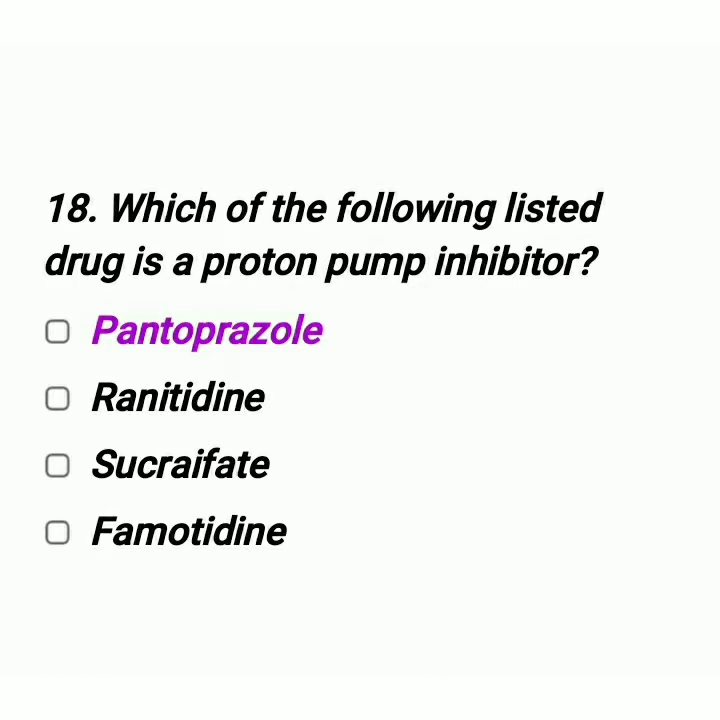 18. Which of the following listed
drug is a proton pump inhibitor?
Pantoprazole
Ranitidine
Sucraifate
Famotidine